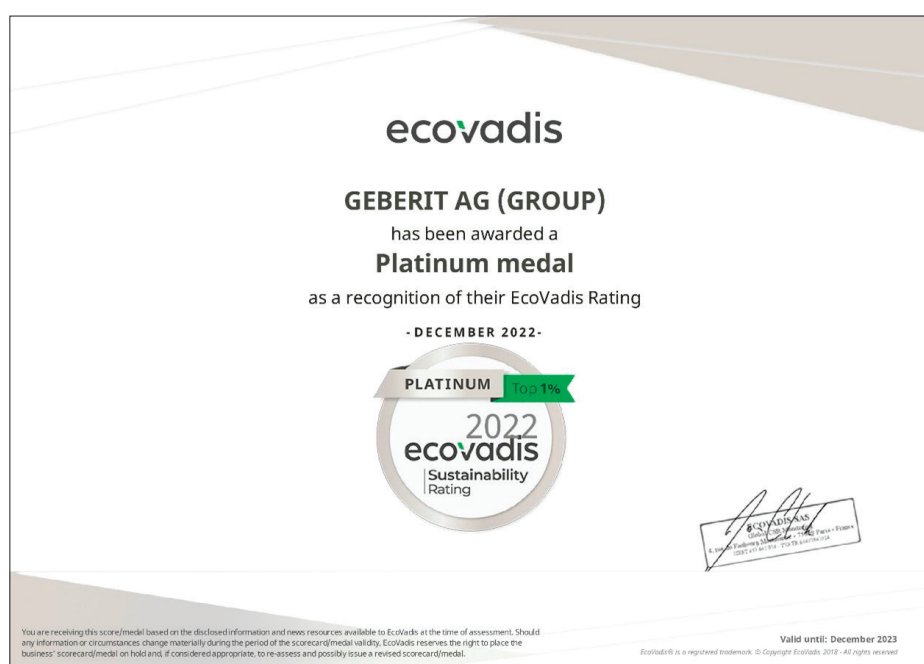 ecovadis
GEBERIT AG (GROUP)
has been awarded a
Platinum medal
as a recognition of their EcoVadis Rating
- DECEMBER 2022-
PLATINUM
Top 1%
2022
ecovadis
Sustainability
Rating
ECOVADIS SAS
You are receiving this score/medal based on the disclosed information and news resources available to EcoVadis at the time of assessment. Should
any information or circumstances change materially during the period of the scorecard/medal validity, EcoVadis reserves the right to place the
business' scorecard/medal on hold and, if considered appropriate, to re-assess and possibly issue a revised scorecard/medal.
Valid until: December 2023
EcoVadis® is a registered trademark. © Copyright EcoVadis 2018 - All rights reserved